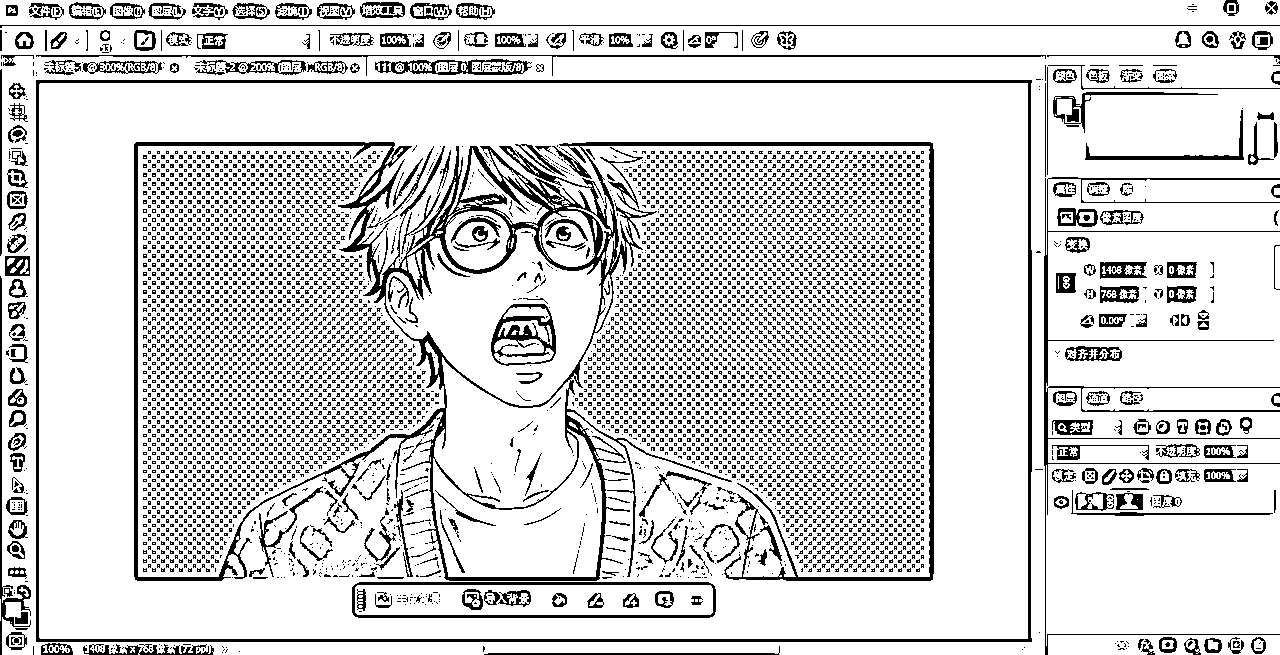 文件(F) 编辑(E) 图像(I) 图层(L) 文字(Y) 选择(S) 滤镜(T) 视图(V) 增效工具 窗口(W) 帮助(H)
13 模式: 正常 不透明度: 100% 流量: 100% 平滑: 10% 0°
未标题-1 @ 300%(RGB/8) * 未标题-2 @ 200% (图层 1, RGB/8) * 111 @ 100% (图层 0, 图层蒙版/8) *
颜色 色板 渐变 图案
属性 调整 库
像素图层
变换
W 1408 像素 X 0 像素
H 768 像素 Y 0 像素
0.00°
对齐并分布
图层 通道 路径
类型
正常 不透明度: 100%
锁定: 填充: 100%
图层 0
导入背景
100% 1408 像素 x 768 像素 (72 ppi)